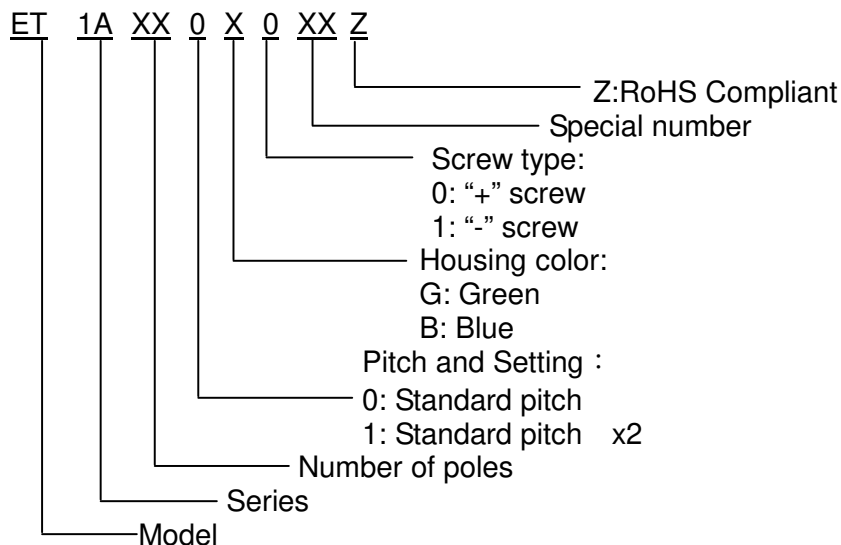 ET 1A XX 0 X 0 XX Z
Z:RoHS Compliant
Special number
Screw type:
0: “+” screw
1: “-” screw
Housing color:
G: Green
B: Blue
Pitch and Setting：
0: Standard pitch
1: Standard pitch x2
Number of poles
Series
Model